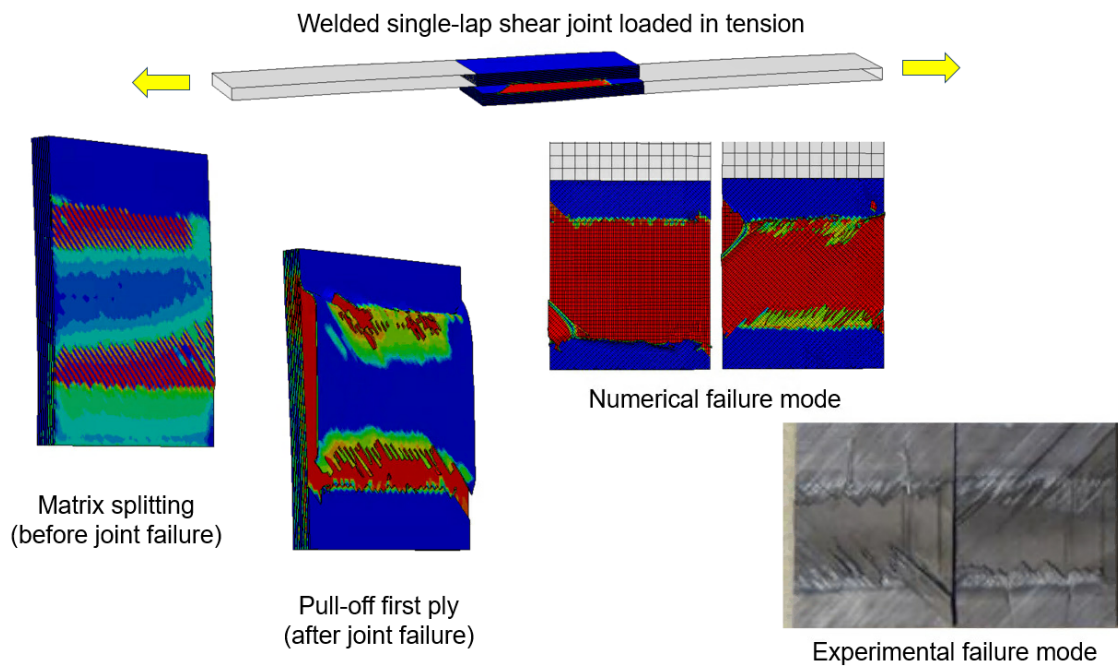 Welded single-lap shear joint loaded in tension
Matrix splitting
(before joint failure)
Pull-off first ply
(after joint failure)
Numerical failure mode
Experimental failure mode